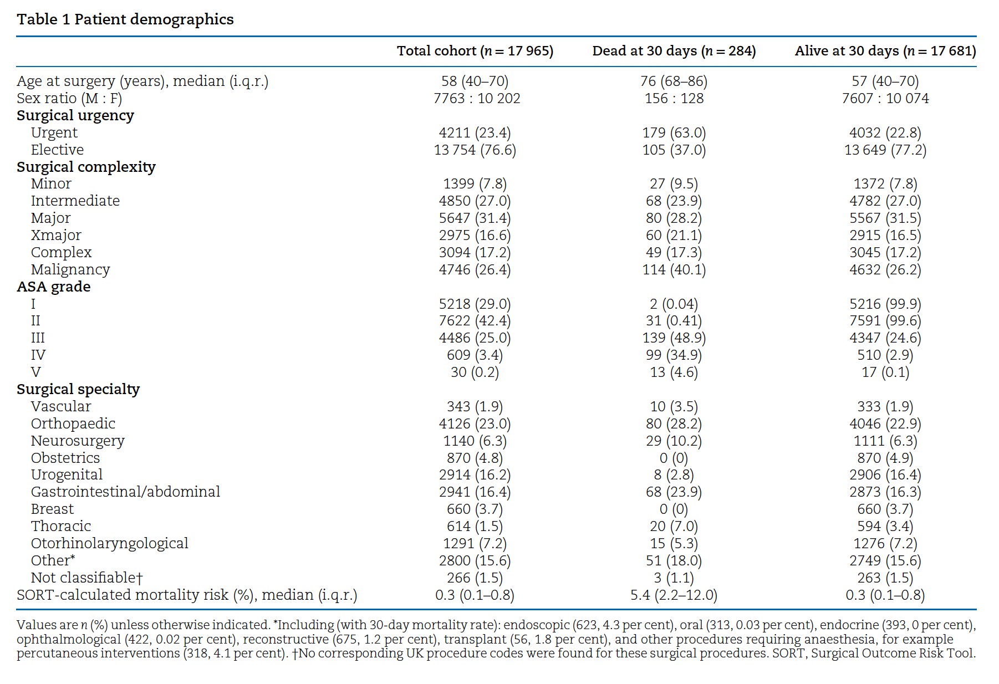 Table 1 Patient demographics
Total cohort (n = 17 965) Dead at 30 days (n = 284) Alive at 30 days (n = 17 681)
Age at surgery (years), median (i.q.r.) 58 (40–70) 76 (68–86) 57 (40–70)
Sex ratio (M : F) 7763 : 10 202 156 : 128 7607 : 10 074
Surgical urgency
Urgent 4211 (23.4) 179 (63.0) 4032 (22.8)
Elective 13 754 (76.6) 105 (37.0) 13 649 (77.2)
Surgical complexity
Minor 1399 (7.8) 27 (9.5) 1372 (7.8)
Intermediate 4850 (27.0) 68 (23.9) 4782 (27.0)
Major 5647 (31.4) 80 (28.2) 5567 (31.5)
Xmajor 2975 (16.6) 60 (21.1) 2915 (16.5)
Complex 3094 (17.2) 49 (17.3) 3045 (17.2)
Malignancy 4746 (26.4) 114 (40.1) 4632 (26.2)
ASA grade
I 5218 (29.0) 2 (0.04) 5216 (99.9)
II 7622 (42.4) 31 (0.41) 7591 (99.6)
III 4486 (25.0) 139 (48.9) 4347 (24.6)
IV 609 (3.4) 99 (34.9) 510 (2.9)
V 30 (0.2) 13 (4.6) 17 (0.1)
Surgical specialty
Vascular 343 (1.9) 10 (3.5) 333 (1.9)
Orthopaedic 4126 (23.0) 80 (28.2) 4046 (22.9)
Neurosurgery 1140 (6.3) 29 (10.2) 1111 (6.3)
Obstetrics 870 (4.8) 0 (0) 870 (4.9)
Urogenital 2914 (16.2) 8 (2.8) 2906 (16.4)
Gastrointestinal/abdominal 2941 (16.4) 68 (23.9) 2873 (16.3)
Breast 660 (3.7) 0 (0) 660 (3.7)
Thoracic 614 (1.5) 20 (7.0) 594 (3.4)
Otorhinolaryngological 1291 (7.2) 15 (5.3) 1276 (7.2)
Other* 2800 (15.6) 51 (18.0) 2749 (15.6)
Not classifiable† 266 (1.5) 3 (1.1) 263 (1.5)
SORT-calculated mortality risk (%), median (i.q.r.) 0.3 (0.1–0.8) 5.4 (2.2–12.0) 0.3 (0.1–0.8)
Values are n (%) unless otherwise indicated. *Including (with 30-day mortality rate): endoscopic (623, 4.3 per cent), oral (313, 0.03 per cent), endocrine (393, 0 per cent),
ophthalmological (422, 0.02 per cent), reconstructive (675, 1.2 per cent), transplant (56, 1.8 per cent), and other procedures requiring anaesthesia, for example
percutaneous interventions (318, 4.1 per cent). †No corresponding UK procedure codes were found for these surgical procedures. SORT, Surgical Outcome Risk Tool.